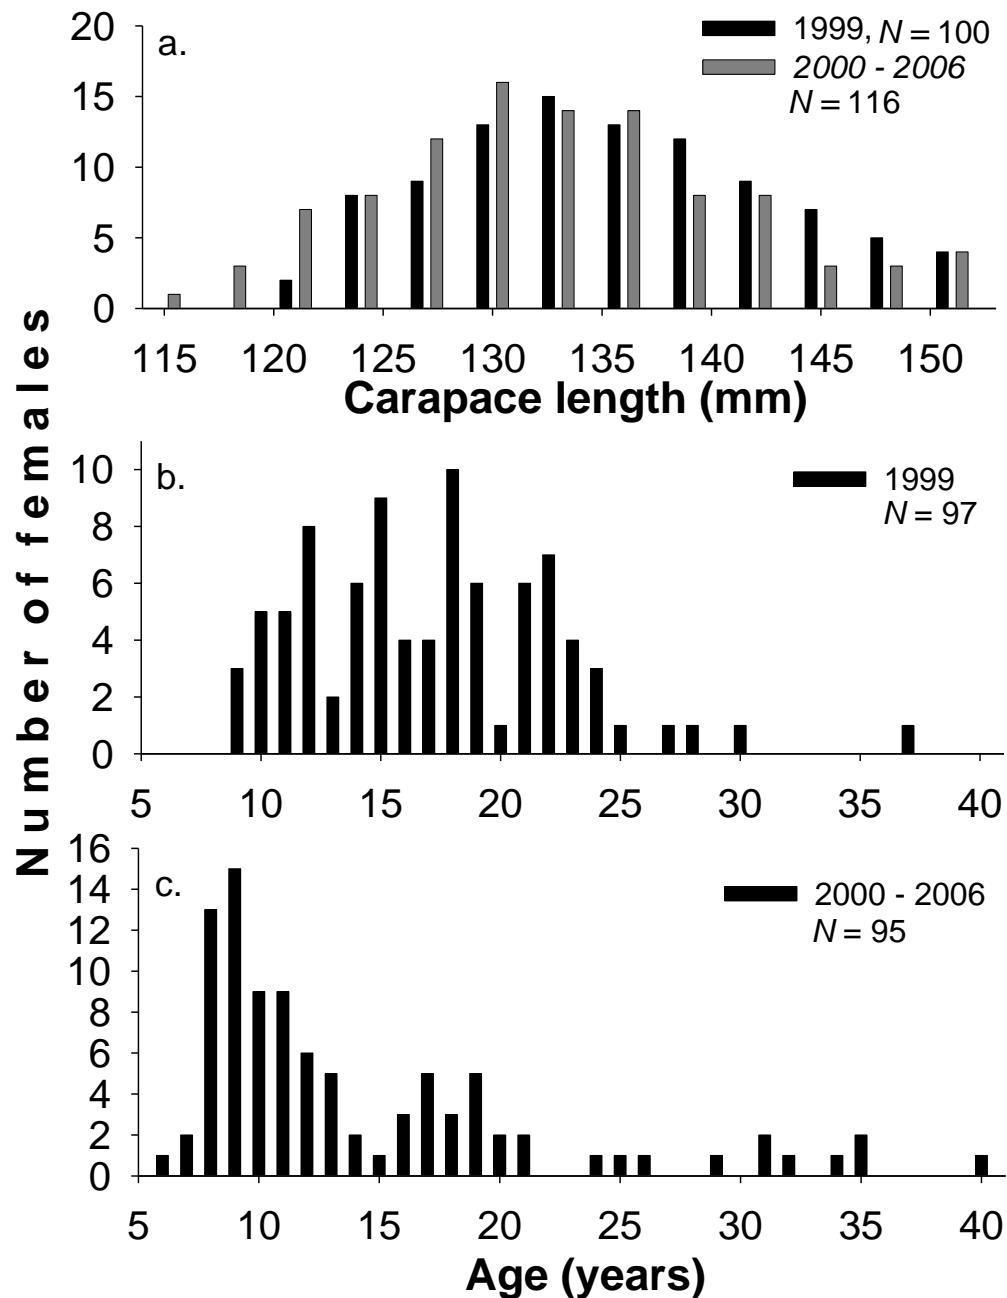 a.
1999, N = 100
2000 - 2006
N = 116
20
15
10
5
0
115 120 125 130 135 140 145 150
Carapace length (mm)
Number of females
b.
1999
N = 97
10
8
6
4
2
0
5 10 15 20 25 30 35 40
c.
2000 - 2006
N = 95
16
14
12
10
8
6
4
2
0
5 10 15 20 25 30 35 40
Age (years)